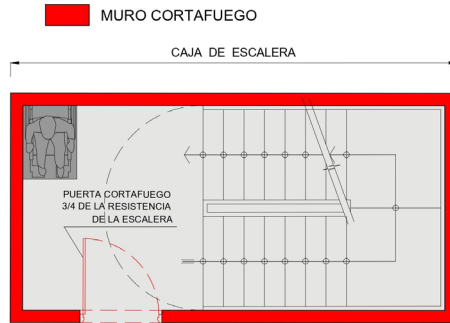 MURO CORTAFUEGO
CAJA DE ESCALERA
PUERTA CORTAFUEGO
3/4 DE LA RESISTENCIA
DE LA ESCALERA